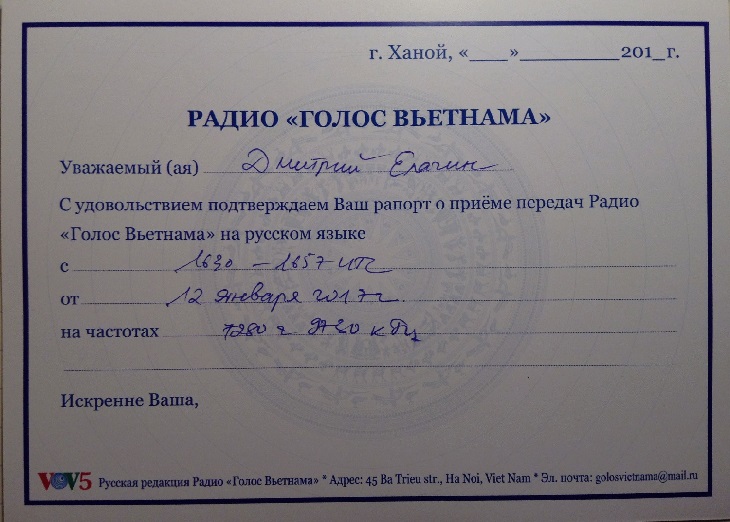 г. Ханой, «____»__________201_г.
РАДИО «ГОЛОС ВЬЕТНАМА»
Уважаемый (ая) Дмитрий Елагин
С удовольствием подтверждаем Ваш рапорт о приёме передач Радио
«Голос Вьетнама» на русском языке
с 1630 – 1657 UTC
от 12 января 2017г.
на частотах 7280 кГц
Искренне Ваша,
VOV5 Русская редакция Радио «Голос Вьетнама» * Адрес: 45 Ba Trieu str., Ha Noi, Viet Nam * Эл. почта: golosvietnama@mail.ru